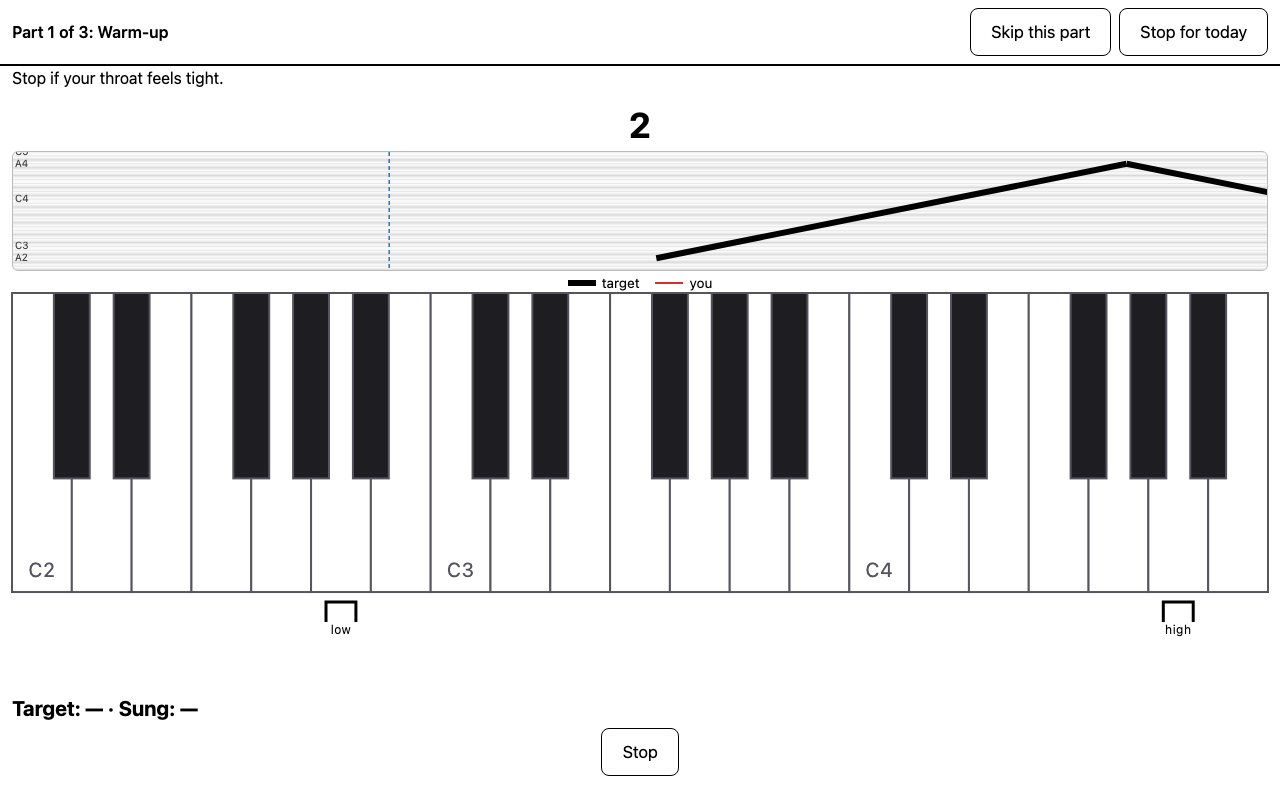 Part 1 of 3: Warm-up
Skip this part
Stop for today
Stop if your throat feels tight.
2
A4
C4
C3
A2
target
you
C2
C3
C4
low
high
Target: — · Sung: —
Stop